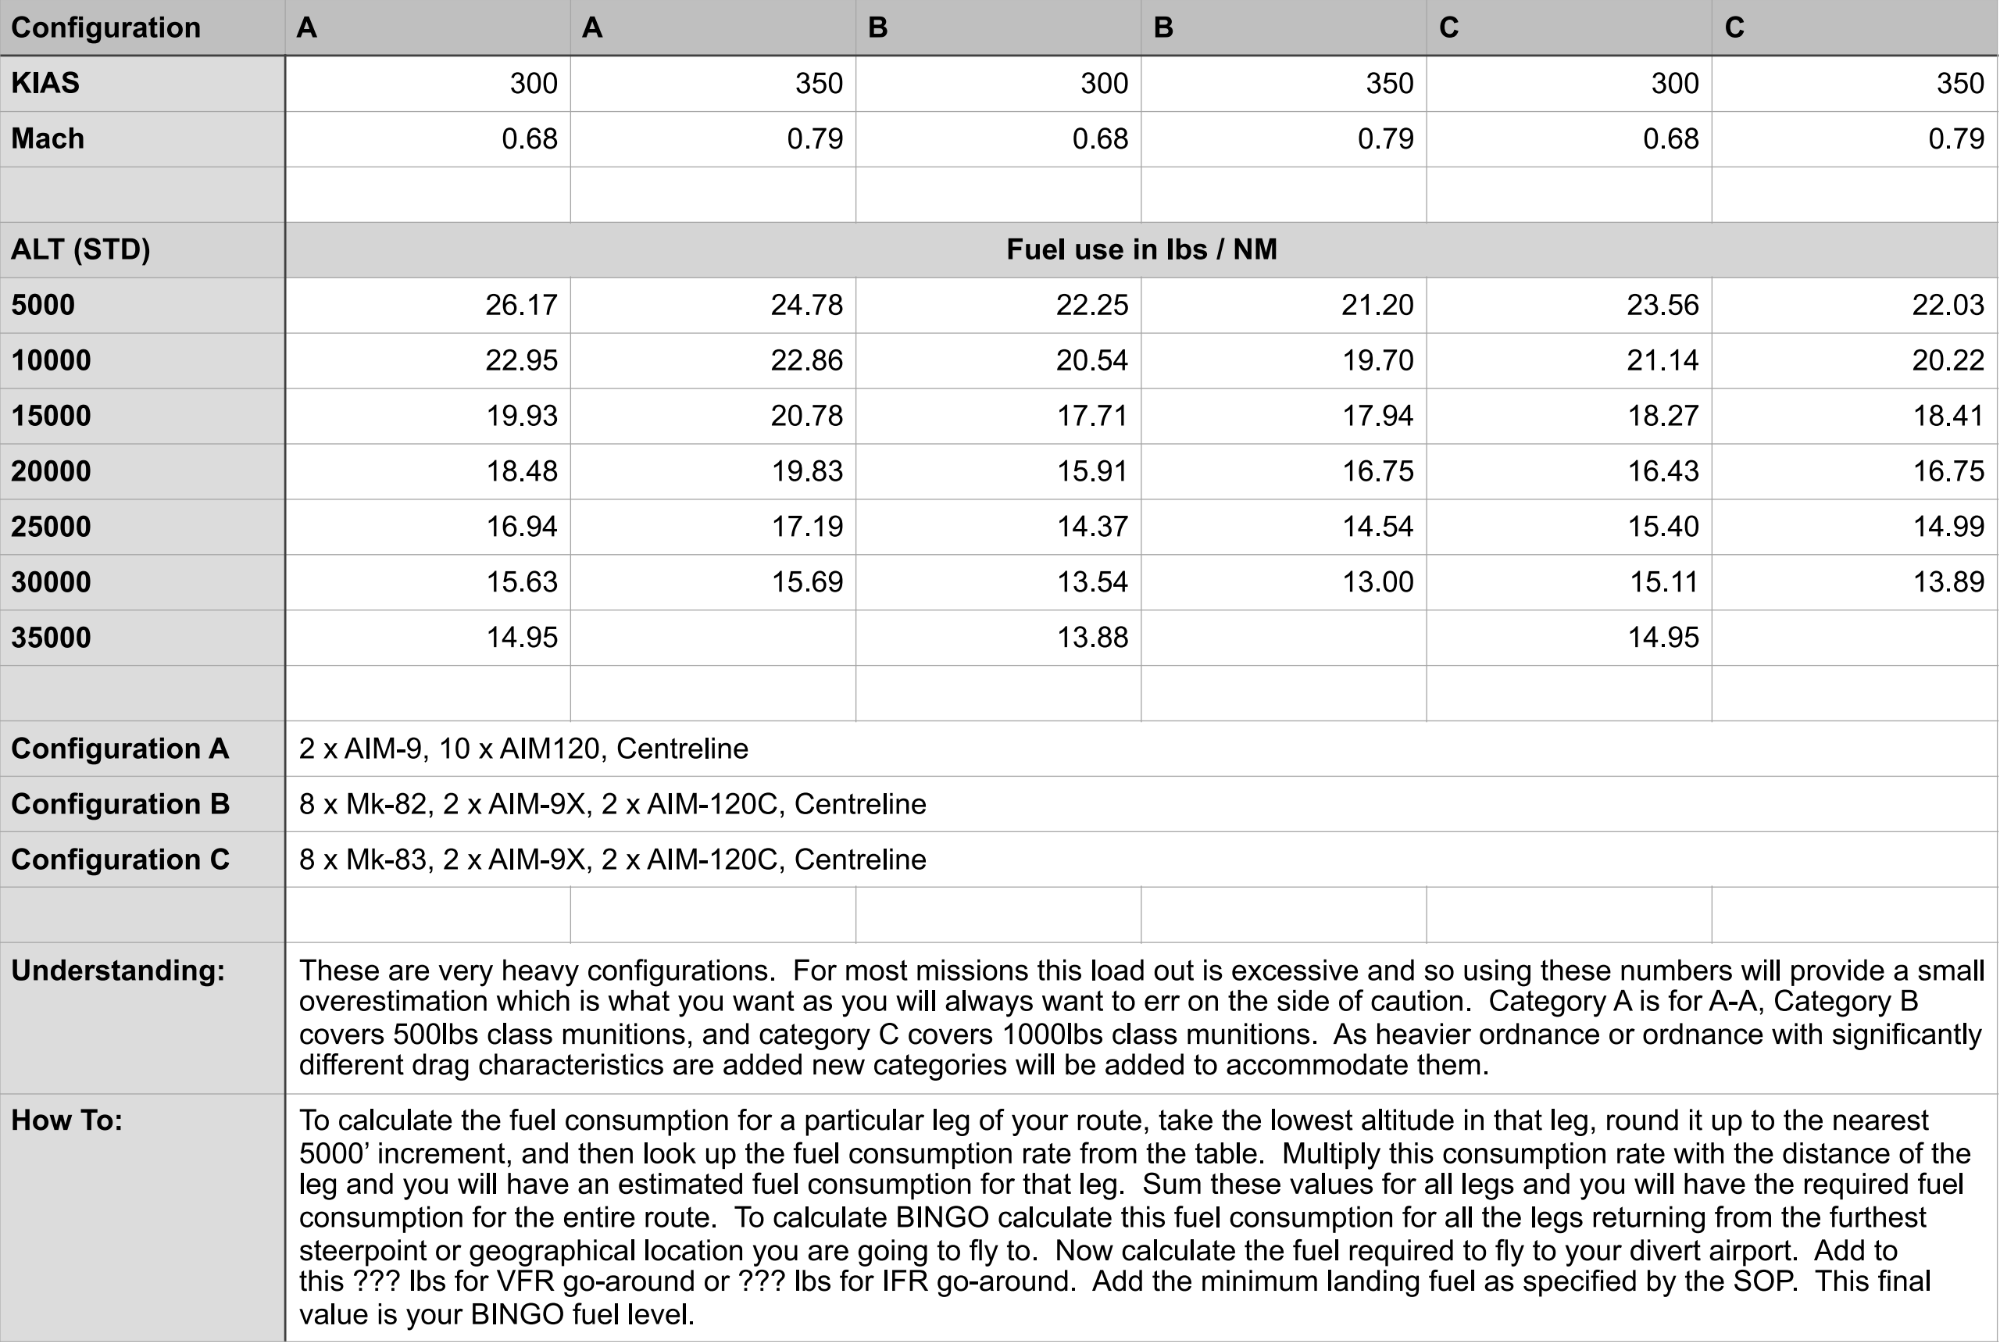 Configuration A A B B C C
KIAS 300 350 300 350 300 350
Mach 0.68 0.79 0.68 0.79 0.68 0.79
ALT (STD) Fuel use in lbs / NM
5000 26.17 24.78 22.25 21.20 23.56 22.03
10000 22.95 22.86 20.54 19.70 21.14 20.22
15000 19.93 20.78 17.71 17.94 18.27 18.41
20000 18.48 19.83 15.91 16.75 16.43 16.75
25000 16.94 17.19 14.37 14.54 15.40 14.99
30000 15.63 15.69 13.54 13.00 15.11 13.89
35000 14.95 13.88 14.95
Configuration A 2 x AIM-9, 10 x AIM120, Centreline
Configuration B 8 x Mk-82, 2 x AIM-9X, 2 x AIM-120C, Centreline
Configuration C 8 x Mk-83, 2 x AIM-9X, 2 x AIM-120C, Centreline
Understanding: These are very heavy configurations.  For most missions this load out is excessive and so using these numbers will provide a small
overestimation which is what you want as you will always want to err on the side of caution.  Category A is for A-A, Category B
covers 500lbs class munitions, and category C covers 1000lbs class munitions.  As heavier ordnance or ordnance with significantly
different drag characteristics are added new categories will be added to accommodate them.
How To: To calculate the fuel consumption for a particular leg of your route, take the lowest altitude in that leg, round it up to the nearest
5000’ increment, and then look up the fuel consumption rate from the table.  Multiply this consumption rate with the distance of the
leg and you will have an estimated fuel consumption for that leg.  Sum these values for all legs and you will have the required fuel
consumption for the entire route.  To calculate BINGO calculate this fuel consumption for all the legs returning from the furthest
steerpoint or geographical location you are going to fly to.  Now calculate the fuel required to fly to your divert airport.  Add to
this ??? lbs for VFR go-around or ??? lbs for IFR go-around.  Add the minimum landing fuel as specified by the SOP.  This final
value is your BINGO fuel level.